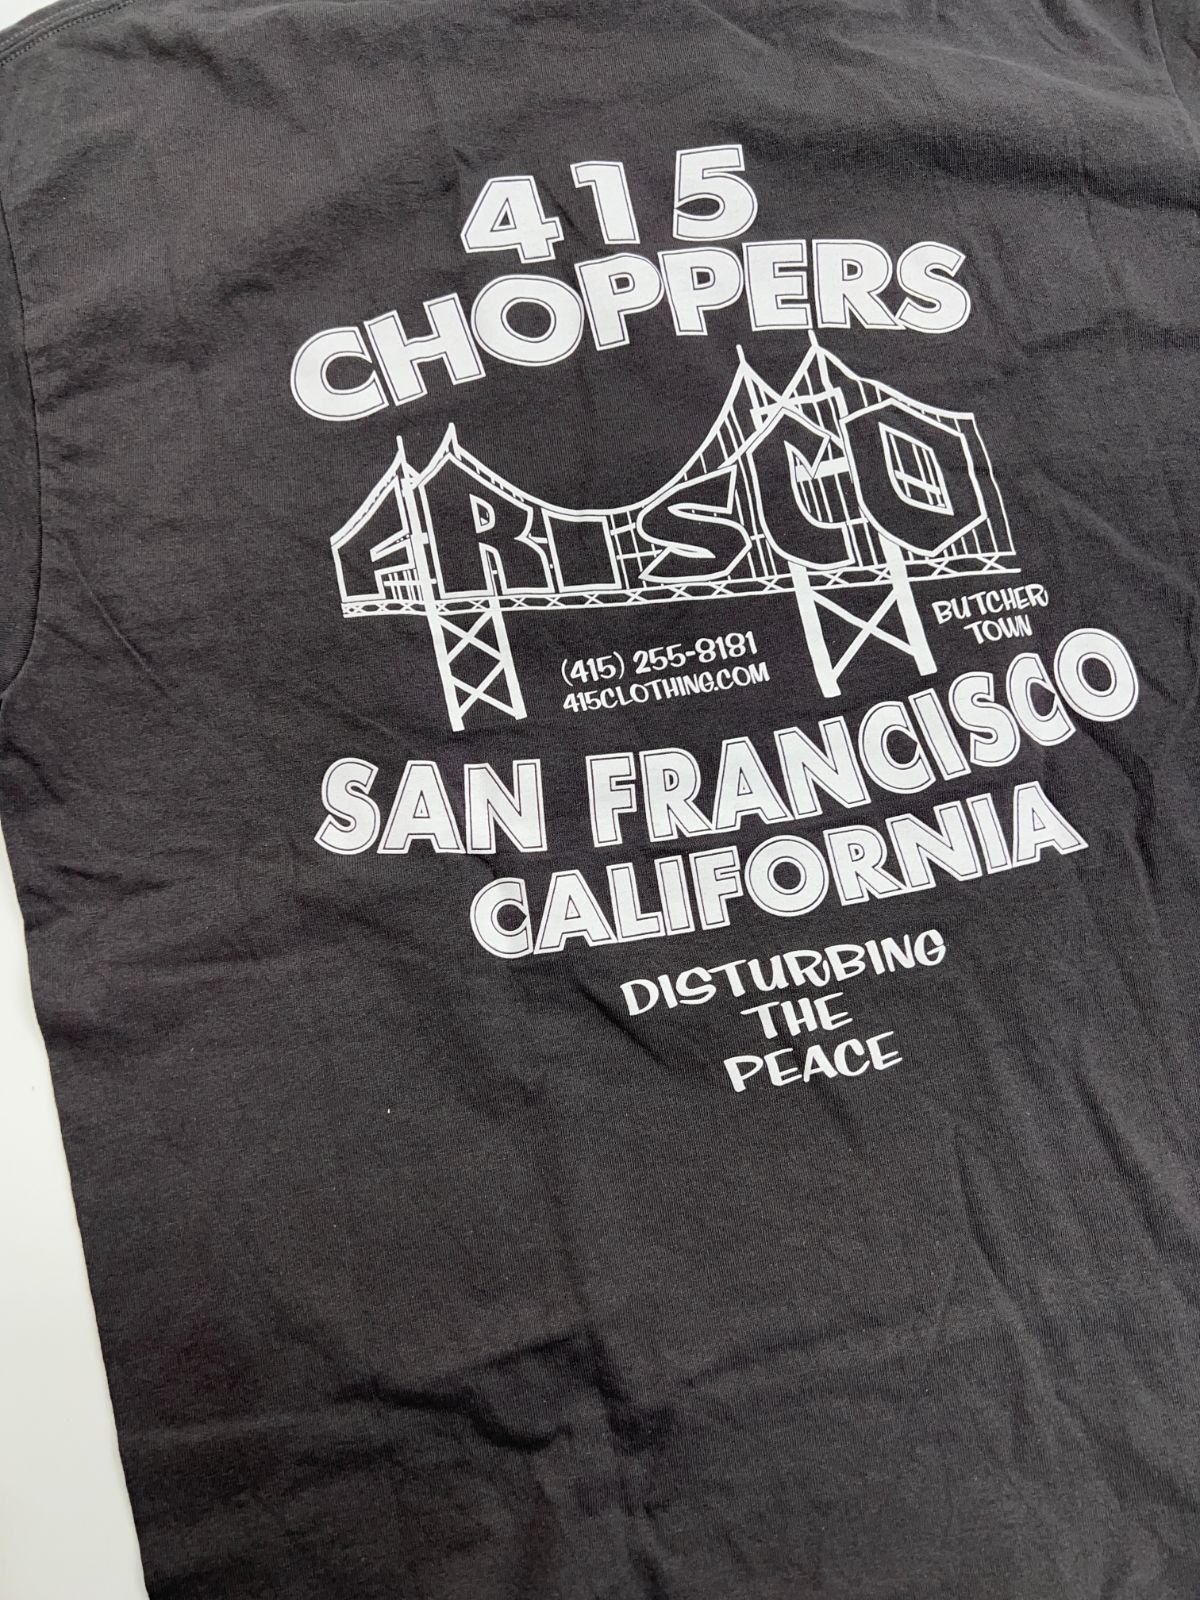 415
CHOPPERS
FRISCO
BUTCHER
TOWN
(415) 255-8181
415CLOTHING.COM
SAN FRANCISCO
CALIFORNIA
DISTURBING
THE
PEACE